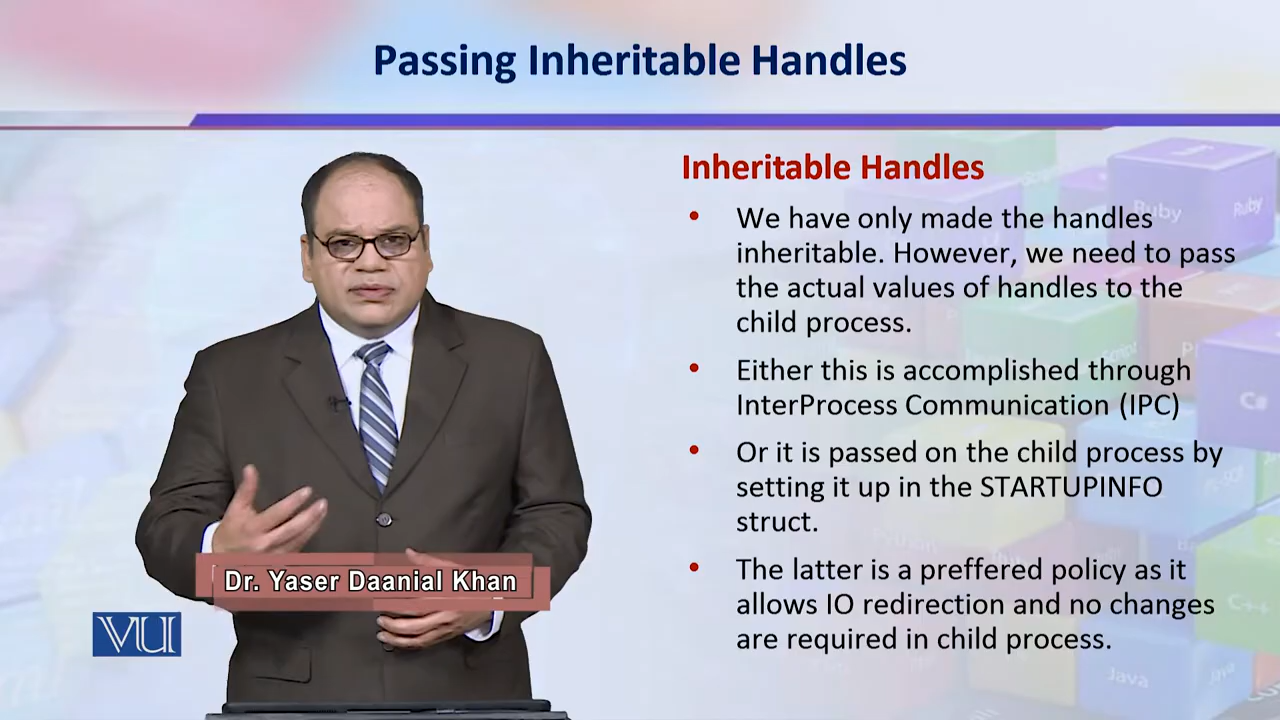 Passing Inheritable Handles
Inheritable Handles
• We have only made the handles
inheritable. However, we need to pass
the actual values of handles to the
child process.
• Either this is accomplished through
InterProcess Communication (IPC)
• Or it is passed on the child process by
setting it up in the STARTUPINFO
struct.
• The latter is a preffered policy as it
allows IO redirection and no changes
are required in child process.
Dr. Yaser Daanial Khan
VU
Ruby
Ruby
C#
C++
Java